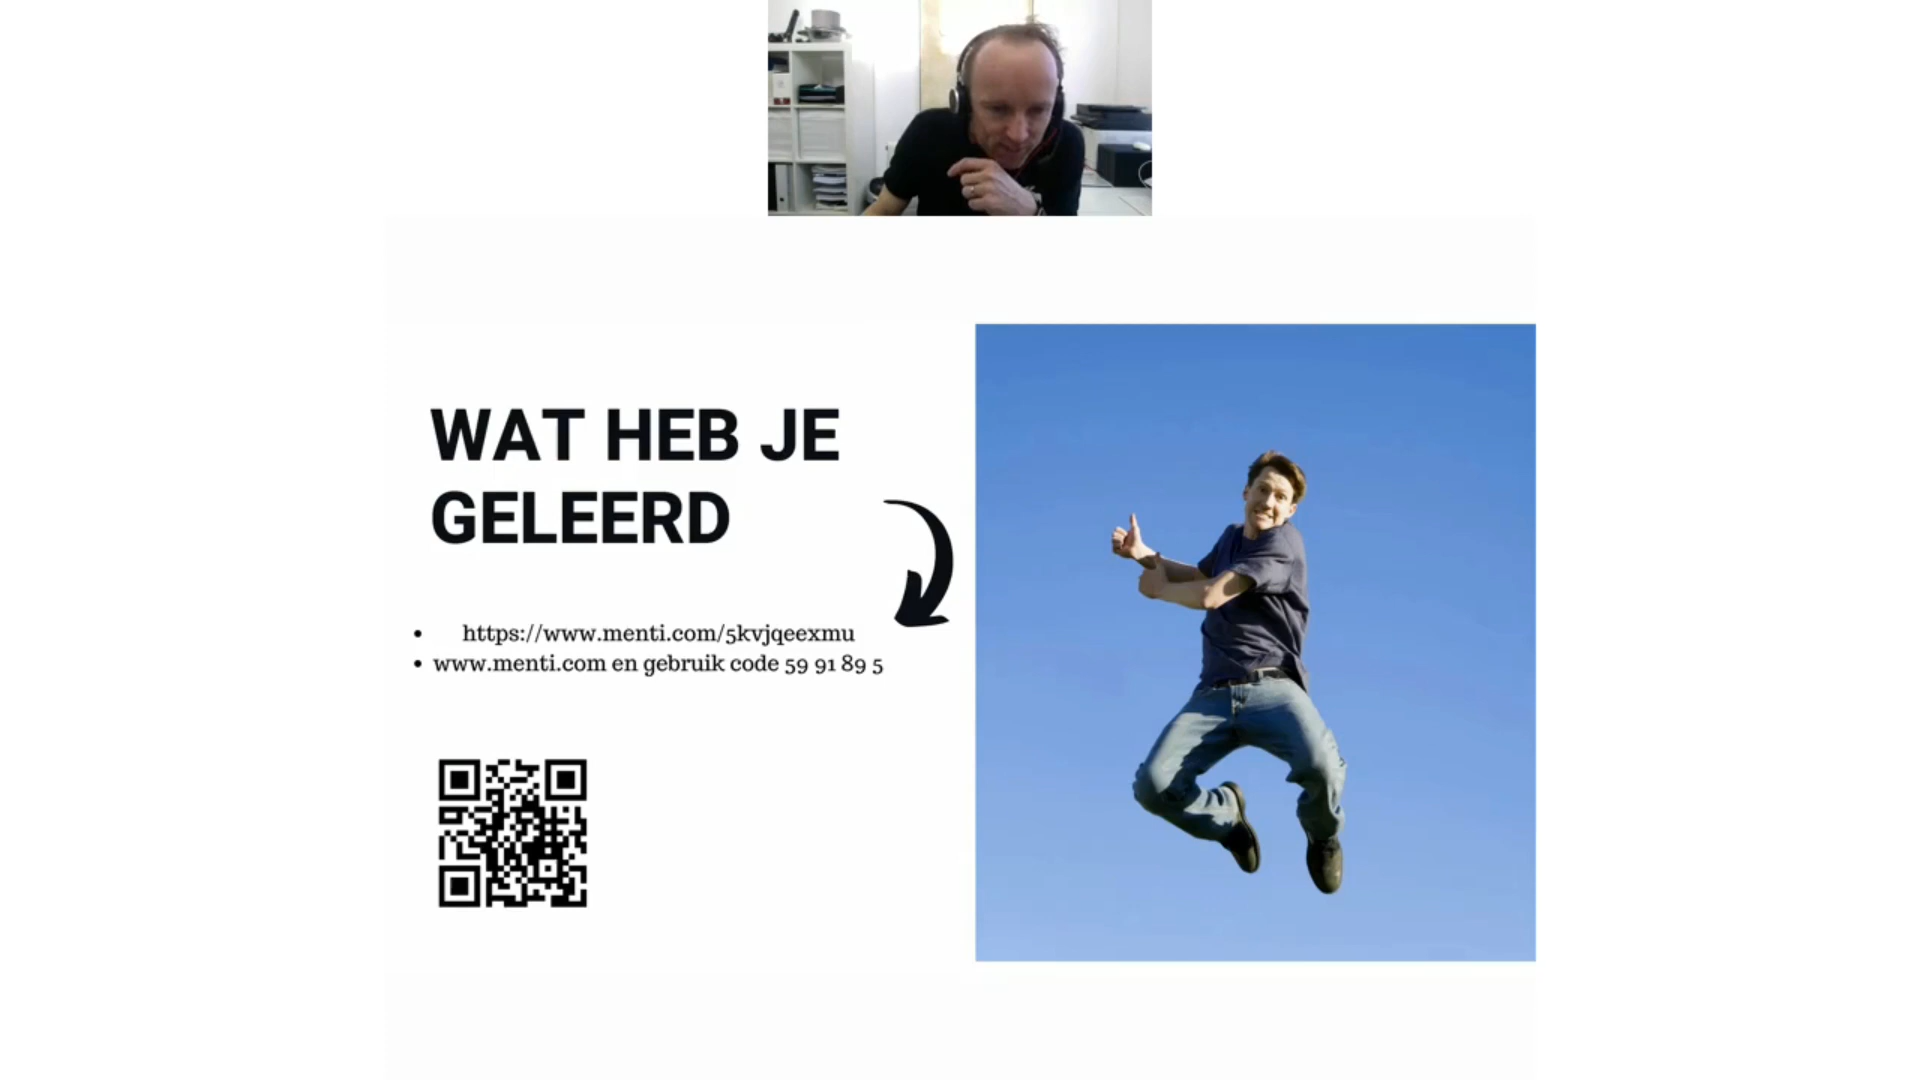 WAT HEB JE
GELEERD
https://www.menti.com/5kvjqeexmu
www.menti.com en gebruik code 59 91 89 5